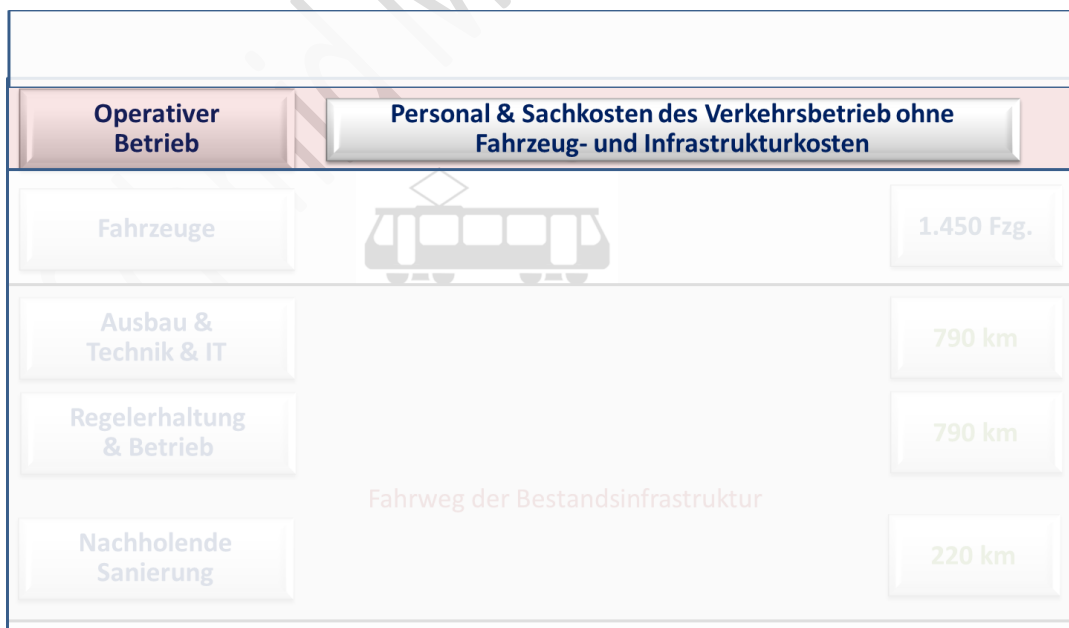 Operativer
Betrieb
Personal & Sachkosten des Verkehrsbetrieb ohne
Fahrzeug- und Infrastrukturkosten
Fahrzeuge
1.450 Fzg.
Ausbau &
Technik & IT
790 km
Regelerhaltung
& Betrieb
790 km
Fahrweg der Bestandsinfrastruktur
Nachholende
Sanierung
220 km